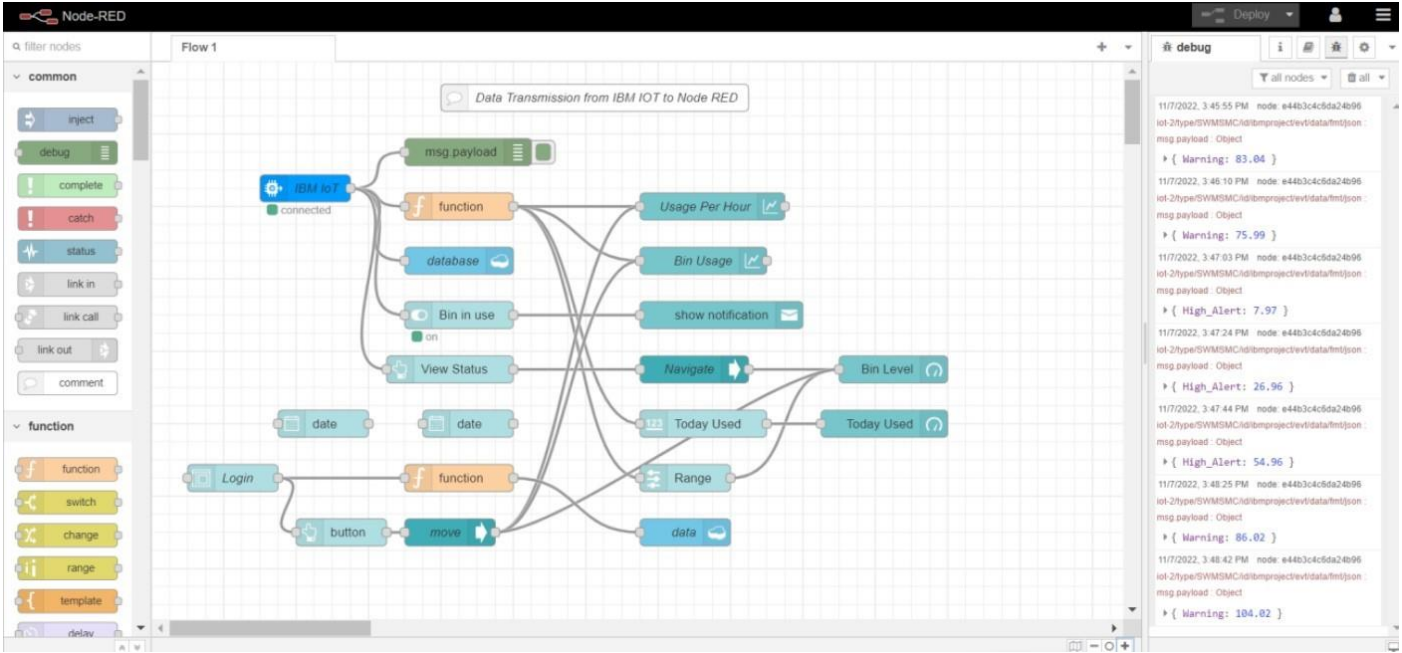 Node-RED
Deploy
filter nodes
common
inject
debug
complete
catch
status
link in
link call
link out
comment
function
function
switch
change
range
template
delay
Flow 1
Data Transmission from IBM IOT to Node RED
msg.payload
IBM IoT
connected
function
Usage Per Hour
database
Bin Usage
Bin in use
on
show notification
View Status
Navigate
Bin Level
date
date
123
Today Used
Today Used
Login
function
Range
button
move
data
debug
i
all nodes
all
11/7/2022, 3:45:55 PM node: e44b3c4c6da24b96
iot-2/type/SWMSMC/id/ibmproject/evt/data/fmt/json :
msg.payload : Object
{ Warning: 83.04 }
11/7/2022, 3:46:10 PM node: e44b3c4c6da24b96
iot-2/type/SWMSMC/id/ibmproject/evt/data/fmt/json :
msg.payload : Object
{ Warning: 75.99 }
11/7/2022, 3:47:03 PM node: e44b3c4c6da24b96
iot-2/type/SWMSMC/id/ibmproject/evt/data/fmt/json :
msg.payload : Object
{ High_Alert: 7.97 }
11/7/2022, 3:47:24 PM node: e44b3c4c6da24b96
iot-2/type/SWMSMC/id/ibmproject/evt/data/fmt/json :
msg.payload : Object
{ High_Alert: 26.96 }
11/7/2022, 3:47:44 PM node: e44b3c4c6da24b96
iot-2/type/SWMSMC/id/ibmproject/evt/data/fmt/json :
msg.payload : Object
{ High_Alert: 54.96 }
11/7/2022, 3:48:25 PM node: e44b3c4c6da24b96
iot-2/type/SWMSMC/id/ibmproject/evt/data/fmt/json :
msg.payload : Object
{ Warning: 86.02 }
11/7/2022, 3:48:42 PM node: e44b3c4c6da24b96
iot-2/type/SWMSMC/id/ibmproject/evt/data/fmt/json :
msg.payload : Object
{ Warning: 104.02 }